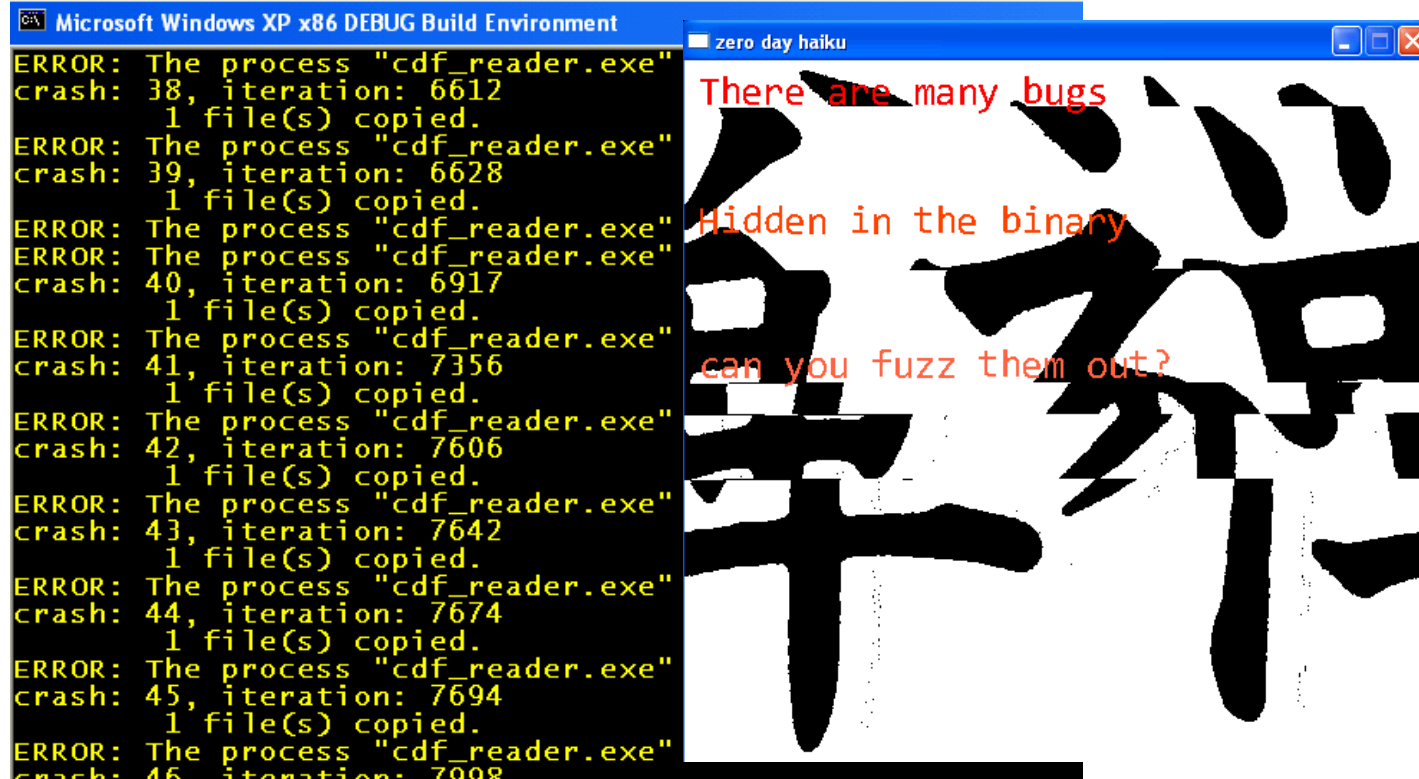 Microsoft Windows XP x86 DEBUG Build Environment
ERROR: The process "cdf_reader.exe"
crash: 38, iteration: 6612
1 file(s) copied.
ERROR: The process "cdf_reader.exe"
crash: 39, iteration: 6628
1 file(s) copied.
ERROR: The process "cdf_reader.exe"
ERROR: The process "cdf_reader.exe"
crash: 40, iteration: 6917
1 file(s) copied.
ERROR: The process "cdf_reader.exe"
crash: 41, iteration: 7356
1 file(s) copied.
ERROR: The process "cdf_reader.exe"
crash: 42, iteration: 7606
1 file(s) copied.
ERROR: The process "cdf_reader.exe"
crash: 43, iteration: 7642
1 file(s) copied.
ERROR: The process "cdf_reader.exe"
crash: 44, iteration: 7674
1 file(s) copied.
ERROR: The process "cdf_reader.exe"
crash: 45, iteration: 7694
1 file(s) copied.
ERROR: The process "cdf_reader.exe"
crash: 46, iteration: 7998
zero day haiku
There are many bugs
Hidden in the binary
can you fuzz them out?